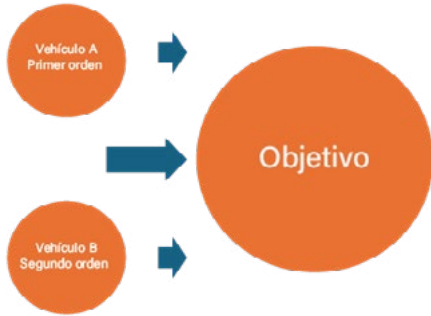 Vehículo A
Primer orden
Objetivo
Vehículo B
Segundo orden